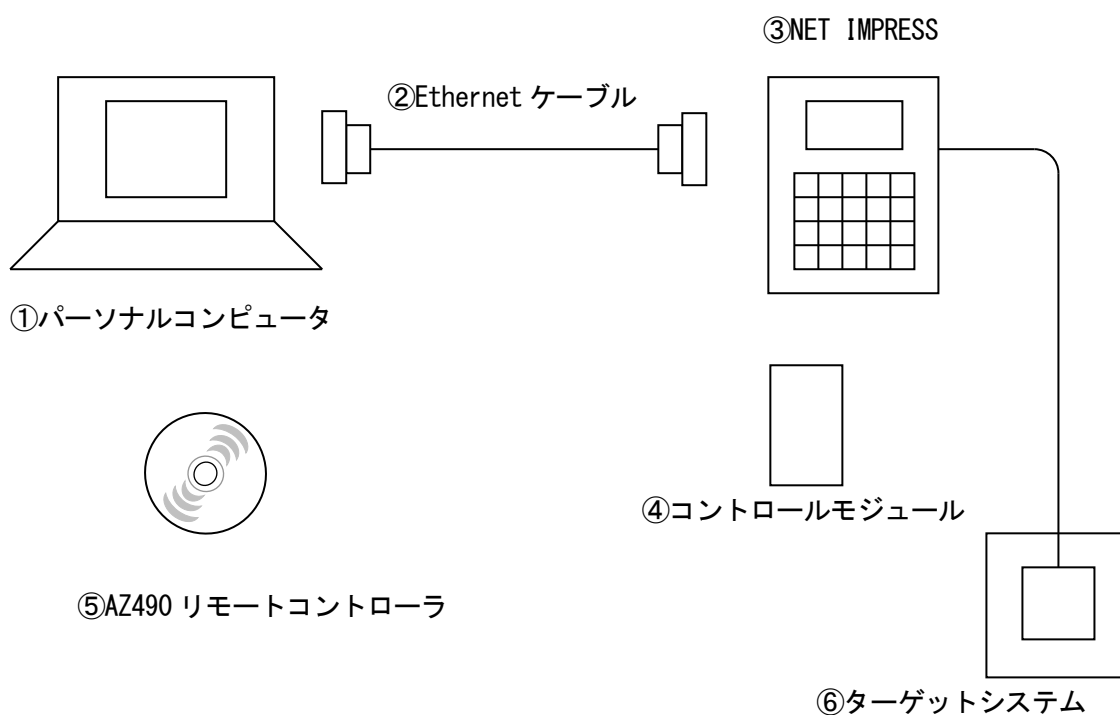 ③NET IMPRESS
②Ethernet ケーブル
①パーソナルコンピュータ
④コントロールモジュール
⑤AZ490 リモートコントローラ
⑥ターゲットシステム